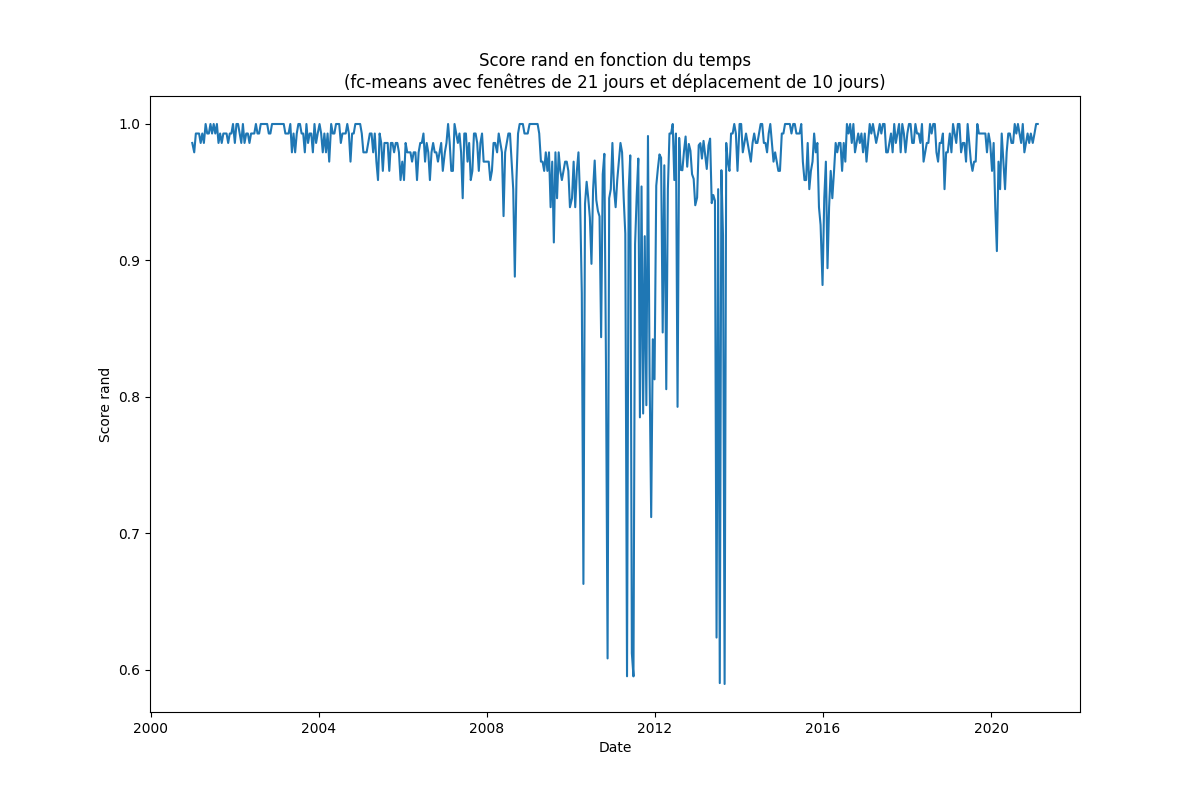 Score rand en fonction du temps
(fc-means avec fenêtres de 21 jours et déplacement de 10 jours)
1.0
0.9
0.8
0.7
0.6
Score rand
2000
2004
2008
2012
2016
2020
Date